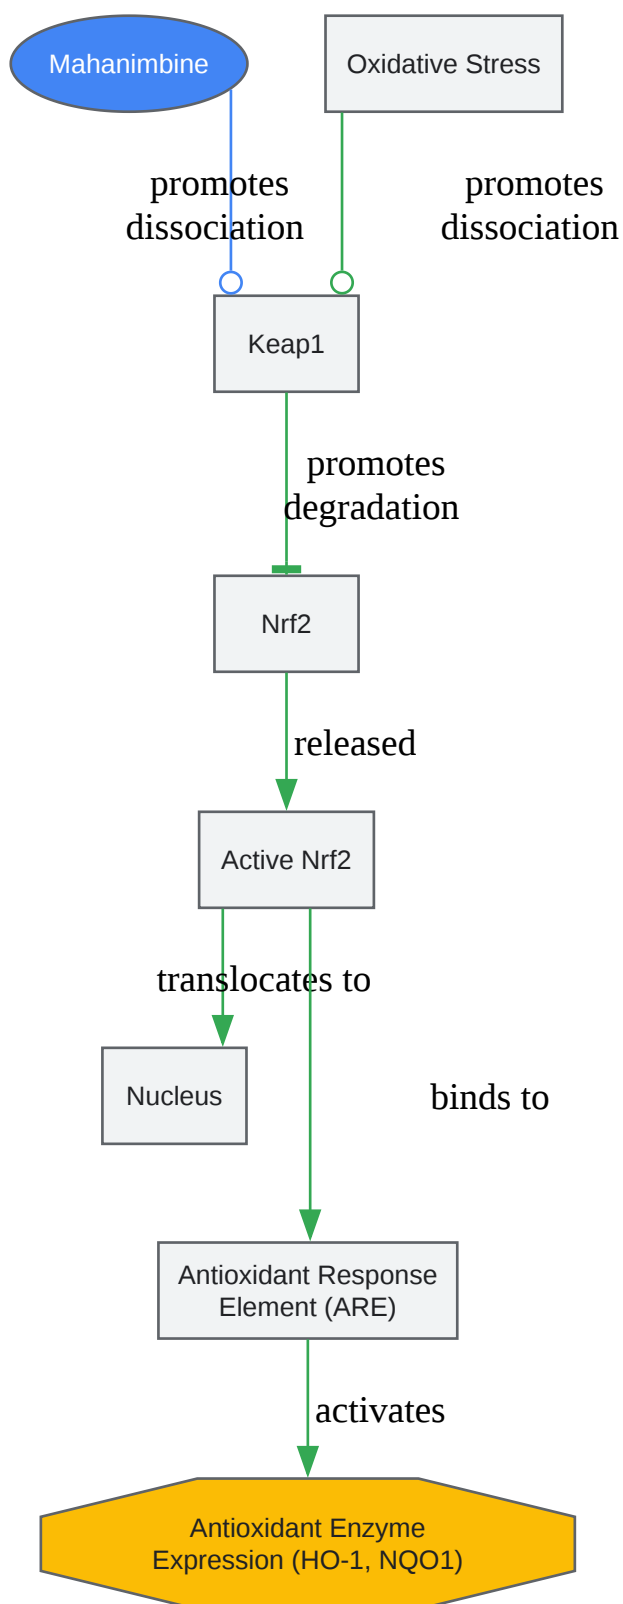 Mahanimbine
Oxidative Stress
promotes
dissociation
promotes
dissociation
Keap1
promotes
degradation
Nrf2
released
Active Nrf2
translocates to
Nucleus
binds to
Antioxidant Response
Element (ARE)
activates
Antioxidant Enzyme
Expression (HO-1, NQO1)